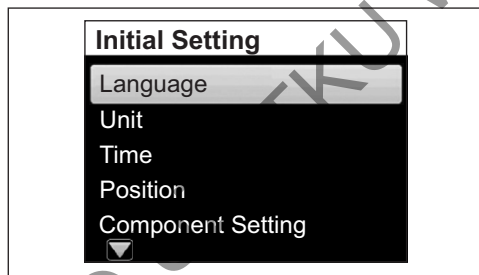 Initial Setting
Language
Unit
Time
Position
Component Setting